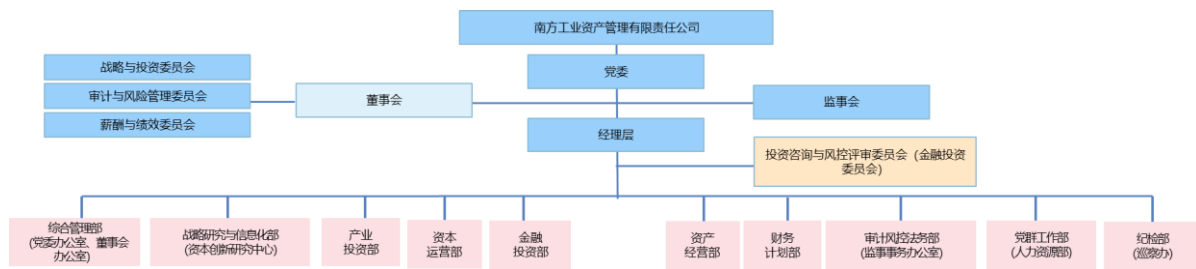 南方工业资产管理有限责任公司
党委
战略与投资委员会
审计与风险管理委员会
薪酬与绩效委员会
董事会
监事会
经理层
投资咨询与风控评审委员会（金融投资
委员会）
综合管理部
(党委办公室、董事会
办公室)
战略研究与信息化部
(资本创新研究中心)
产业
投资部
资本
运营部
金融
投资部
资产
经营部
财务
计划部
审计风控法务部
(监事事务办公室)
党群工作部
(人力资源部)
纪检部
(巡察办)